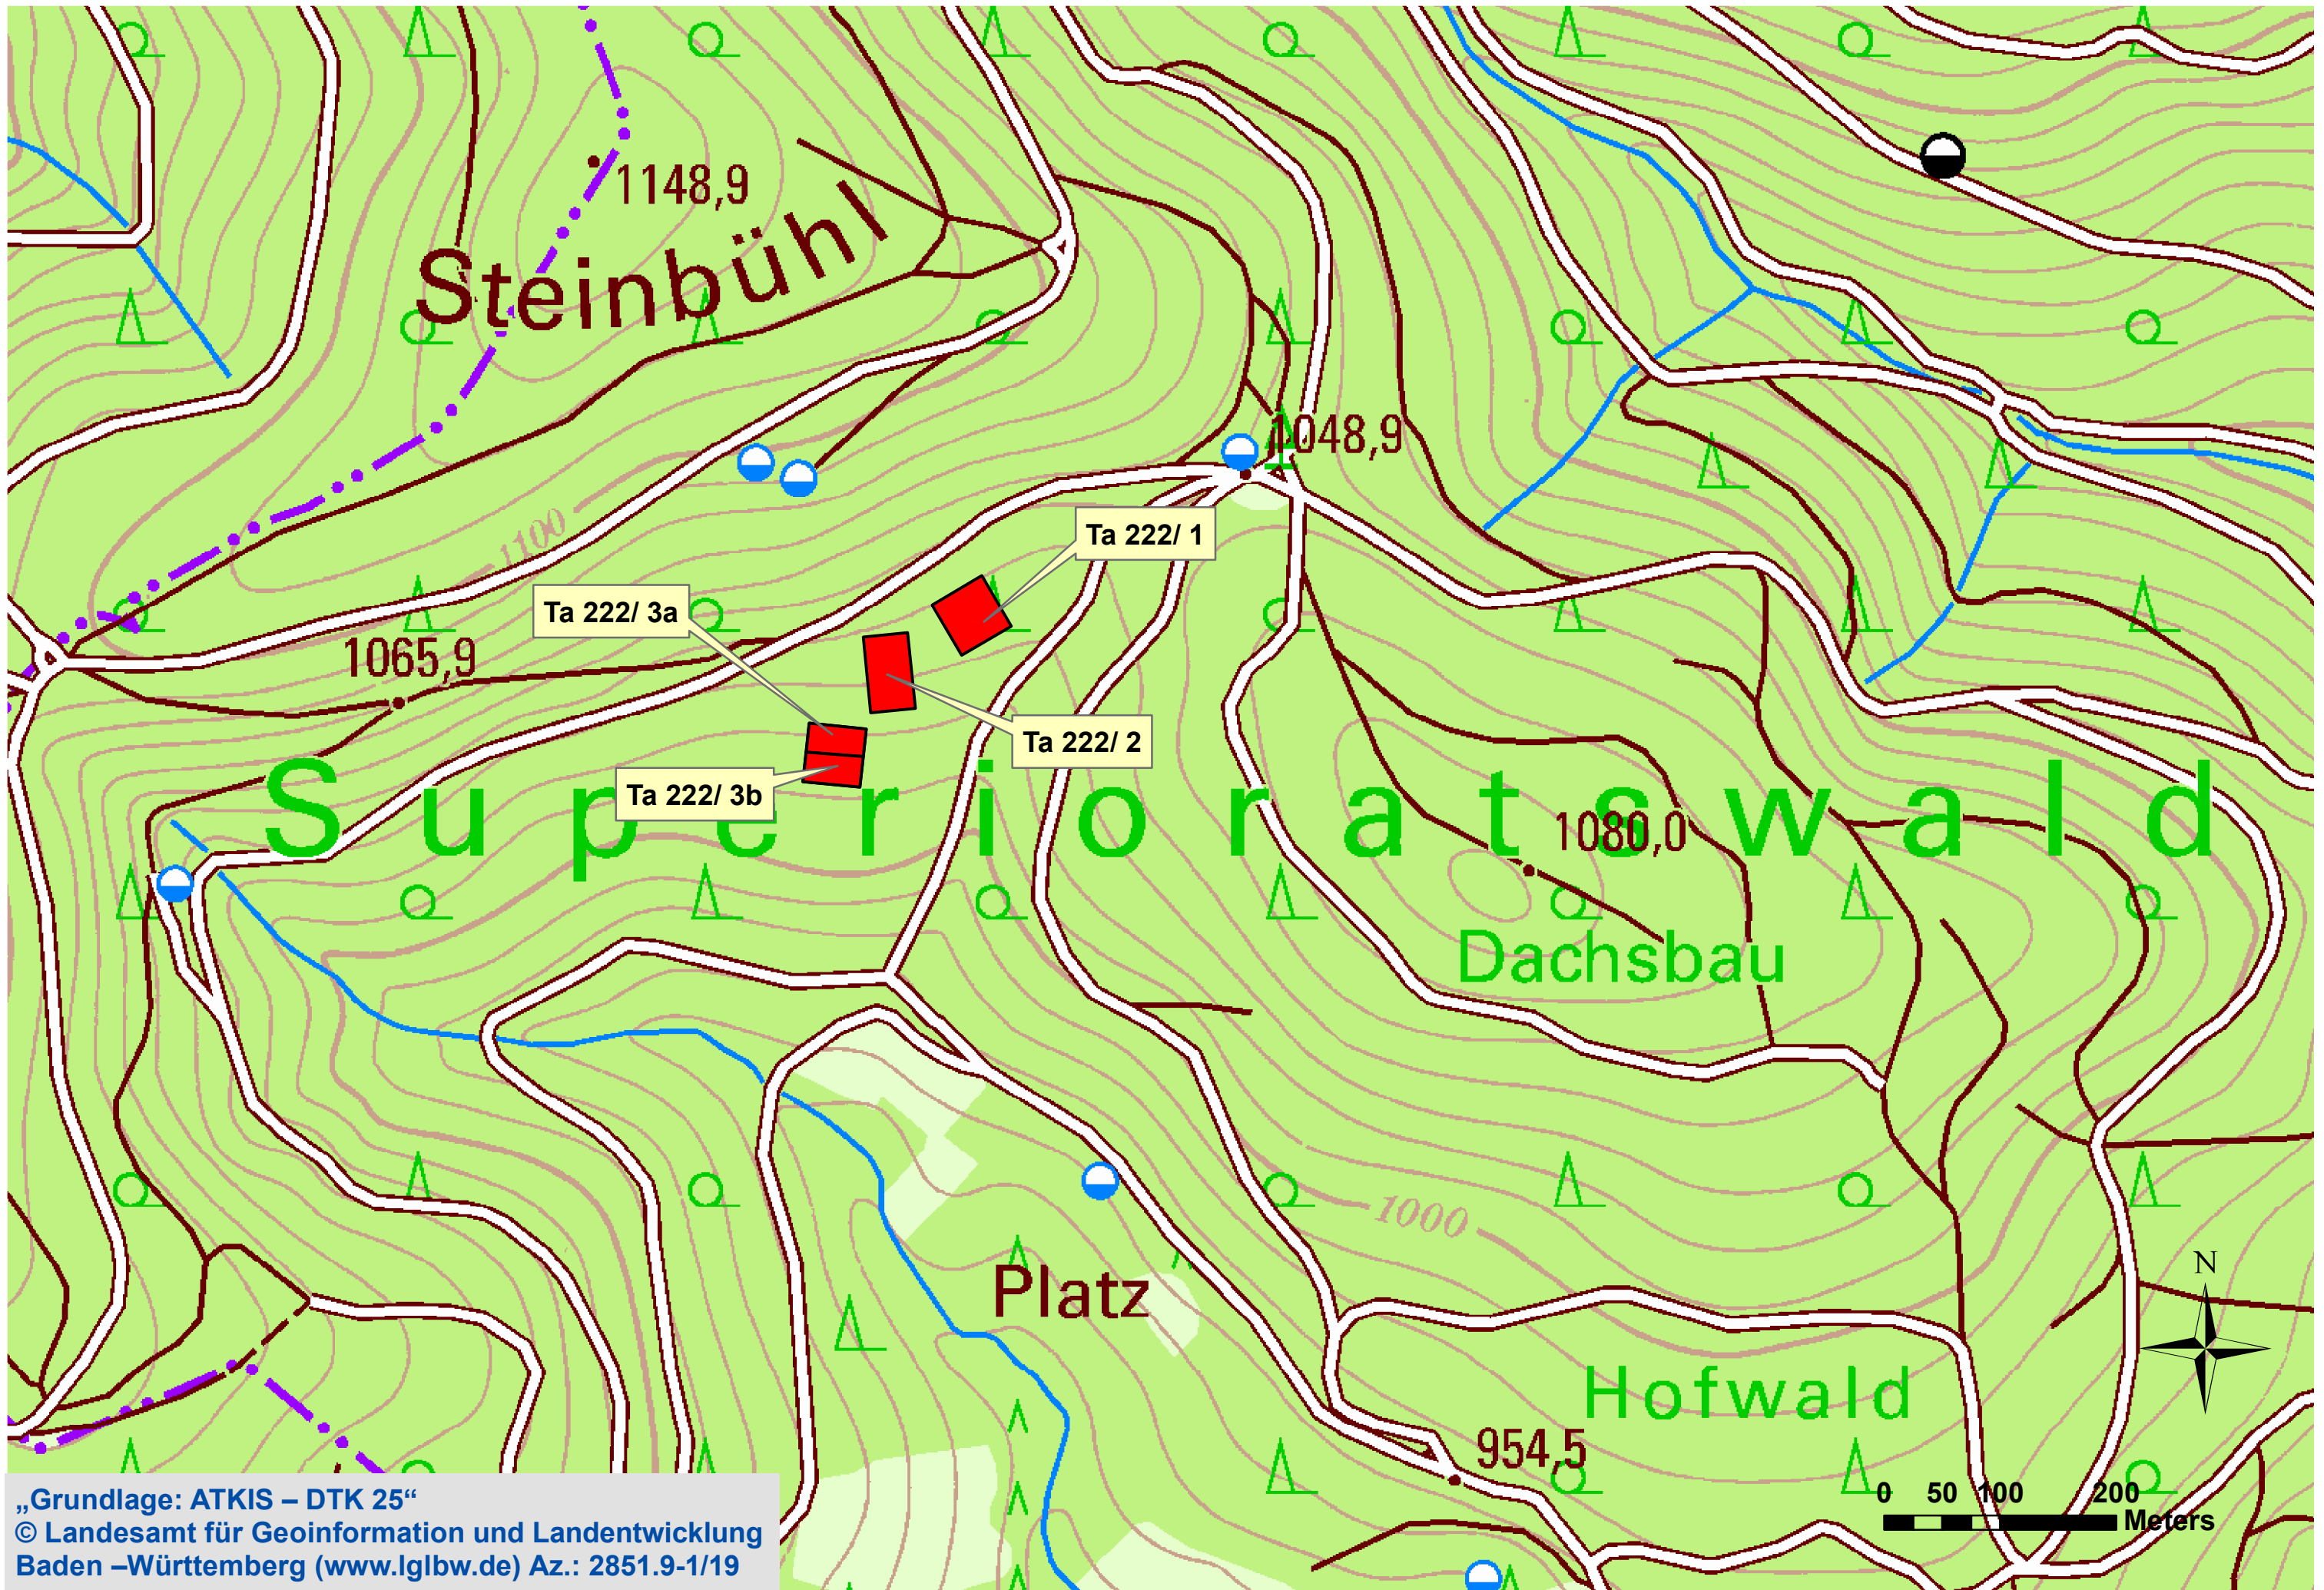 1148,9
Steinbühl
1048,9
1100
Ta 222/ 1
Ta 222/ 3a
1065,9
Ta 222/ 2
Ta 222/ 3b
Superioratswald
1080,0
Dachsbau
1000
Platz
N
Hofwald
954,5
0 50 100 200
Meters
„Grundlage: ATKIS – DTK 25“
© Landesamt für Geoinformation und Landentwicklung
Baden –Württemberg (www.lglbw.de) Az.: 2851.9-1/19